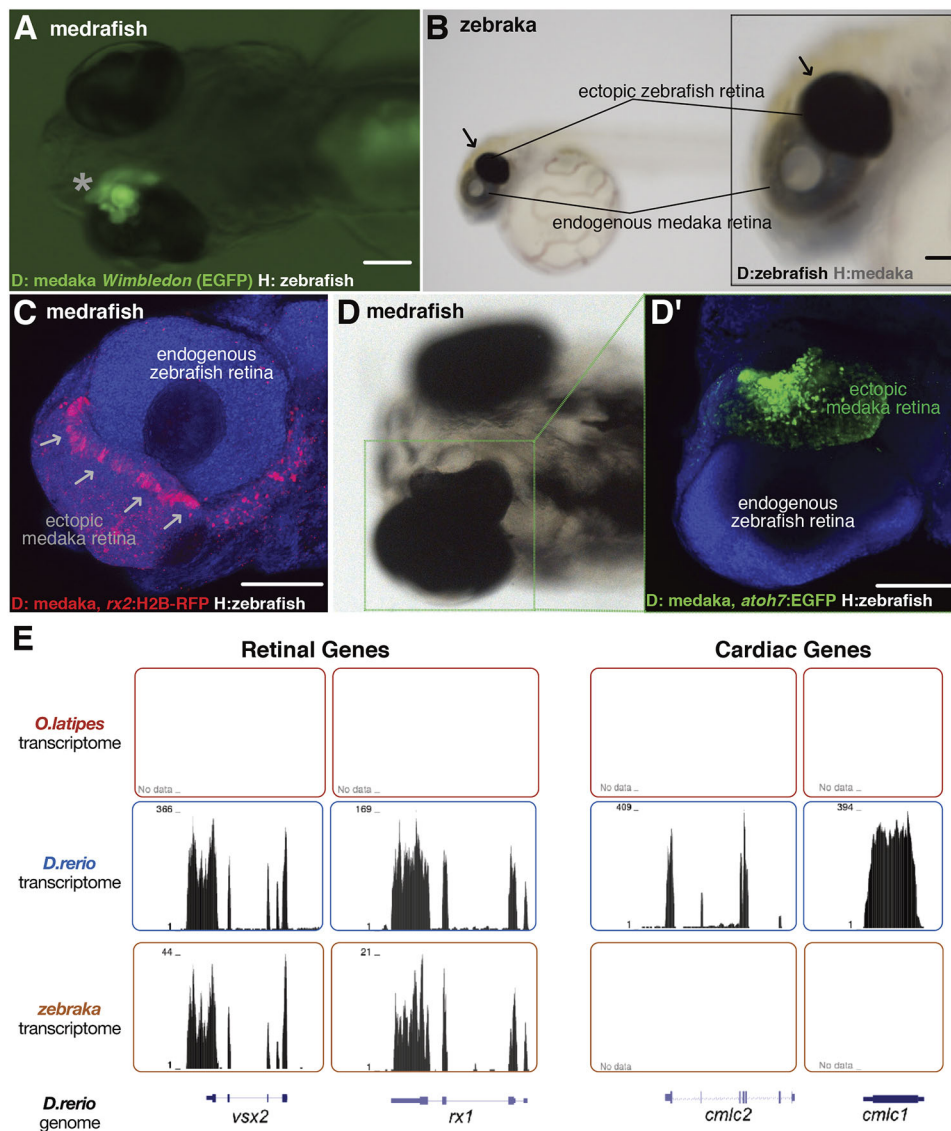 A
medrafish
*
D: medaka Wimbledon (EGFP) H: zebrafish
B
zebraka
ectopic zebrafish retina
endogenous medaka retina
D:zebrafish H:medaka
C
medrafish
endogenous
zebrafish retina
ectopic
medaka retina
D: medaka, rx2:H2B-RFP H:zebrafish
D
medrafish
D'
ectopic
medaka retina
endogenous
zebrafish retina
D: medaka, atoh7:EGFP H:zebrafish
E
Retinal Genes
Cardiac Genes
O.latipes
transcriptome
No data _
No data _
No data _
No data _
D.rerio
transcriptome
366 _
1 _
169 _
1 _
409 _
1 _
394 _
1 _
zebraka
transcriptome
44 _
1 _
21 _
1 _
No data _
No data _
D.rerio
genome
vsx2
rx1
cmlc2
cmlc1